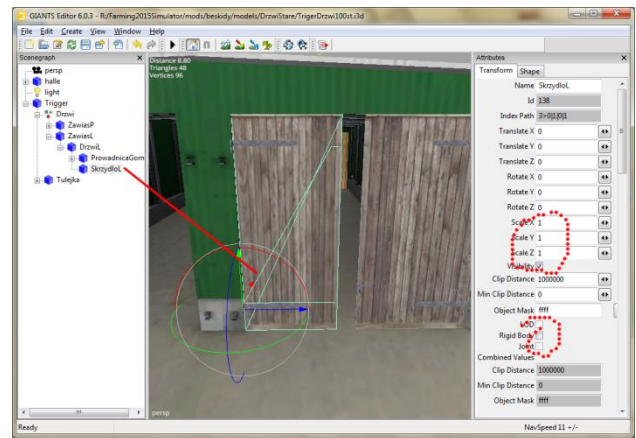 GIANTS Editor 6.0.3 - R:/Farming2015Simulator/mods/beskidy/models/DrzwiStare/TrigerDrzwi100st.i3d
File Edit Create View Window Help
Scenegraph
persp
halle
light
Trigger
Drzwi
ZawiasP
ZawiasL
DrzwiL
ProwadnicaGorn
SkrzydloL
Tulejka
Distance 8.80
Triangles 48
Vertices 96
persp
Attributes
Transform Shape
Name SkrzydloL
Id 138
Index Path 3>0|1|0|1
Translate X 0
Translate Y 0
Translate Z 0
Rotate X 0
Rotate Y 0
Rotate Z 0
Scale X 1
Scale Y 1
Scale Z 1
Visibility
Clip Distance 1000000
Min Clip Distance 0
Object Mask ffff
LOD
Rigid Body
Joint
Combined Values
Clip Distance 1000000
Min Clip Distance 0
Object Mask ffff
Ready
NavSpeed 11 +/-